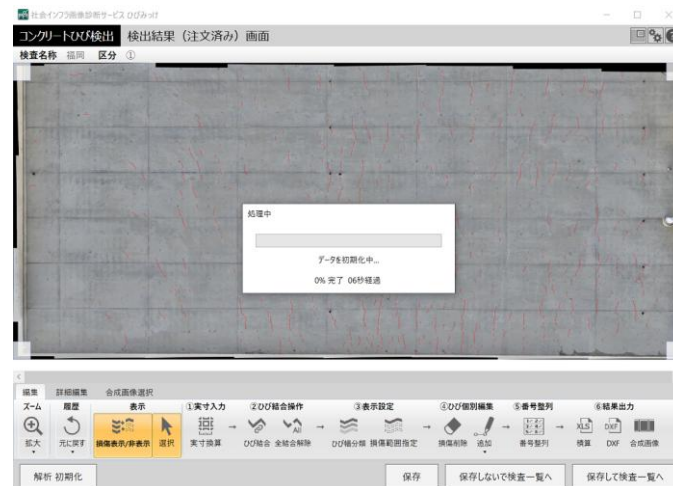 社会インフラ画像診断サービス ひびみっけ
コンクリートひび検出 検出結果（注文済み）画面
検査名称 福岡 区分 ①
処理中
データを初期化中...
0% 完了 06秒経過
編集 詳細編集 合成画像選択
ズーム 履歴 表示 ①実寸入力 ②ひび結合操作 ③表示設定 ④ひび個別編集 ⑤番号整列 ⑥結果出力
拡大 元に戻す 損傷表示/非表示 選択 実寸換算 ひび結合 全結合解除 ひび幅分類 損傷範囲指定 損傷削除 追加 番号整列 積算 DXF 合成画像
All XLS DXF
解析 初期化 保存 保存しないで検査一覧へ 保存して検査一覧へ